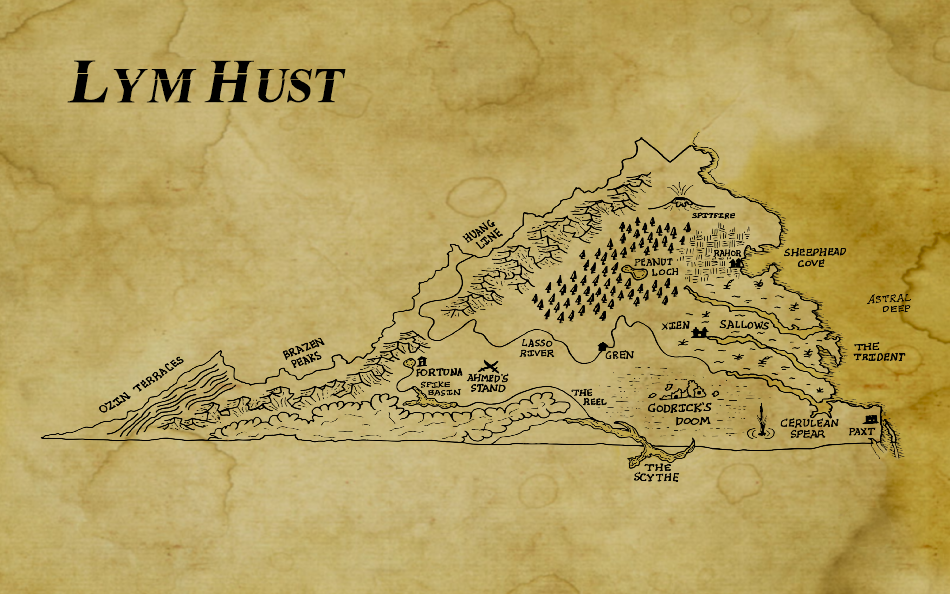 LYM HUST
SPITFIRE
HUANG
LINE
RAHOR
SHEEPHEAD
COVE
PEANUT
LOCH
ASTRAL
DEEP
XIEN
SALLOWS
LASSO
RIVER
GREN
THE
TRIDENT
BRAZEN
PEAKS
OZIN TERRACES
FORTUNA
AHMED'S
STAND
SPIKE
BASIN
THE
REEL
GODRICK'S
DOOM
CERULEAN
SPEAR
PAXT
THE
SCYTHE